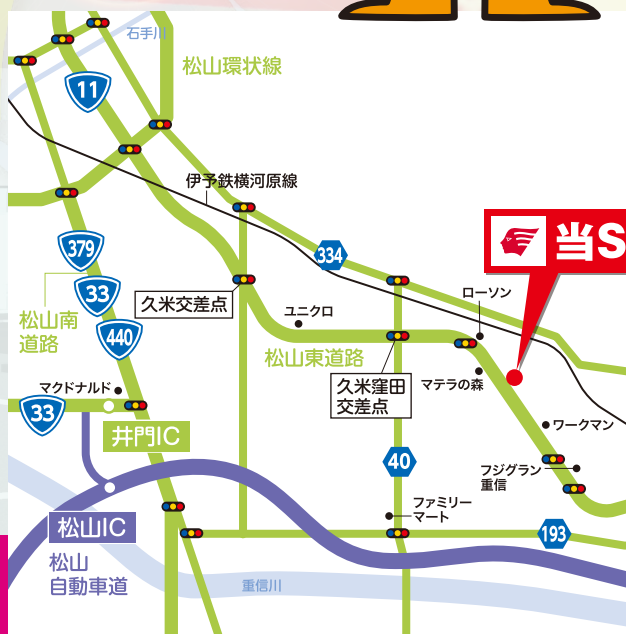 石手川
松山環状線
11
伊予鉄横河原線
379
334
当S
33
ローソン
久米交差点
ユニクロ
松山南
道路
440
松山東道路
マクドナルド
久米窪田
交差点
マテラの森
33
井門IC
ワークマン
40
フジグラン
重信
松山IC
ファミリー
マート
193
松山
自動車道
重信川